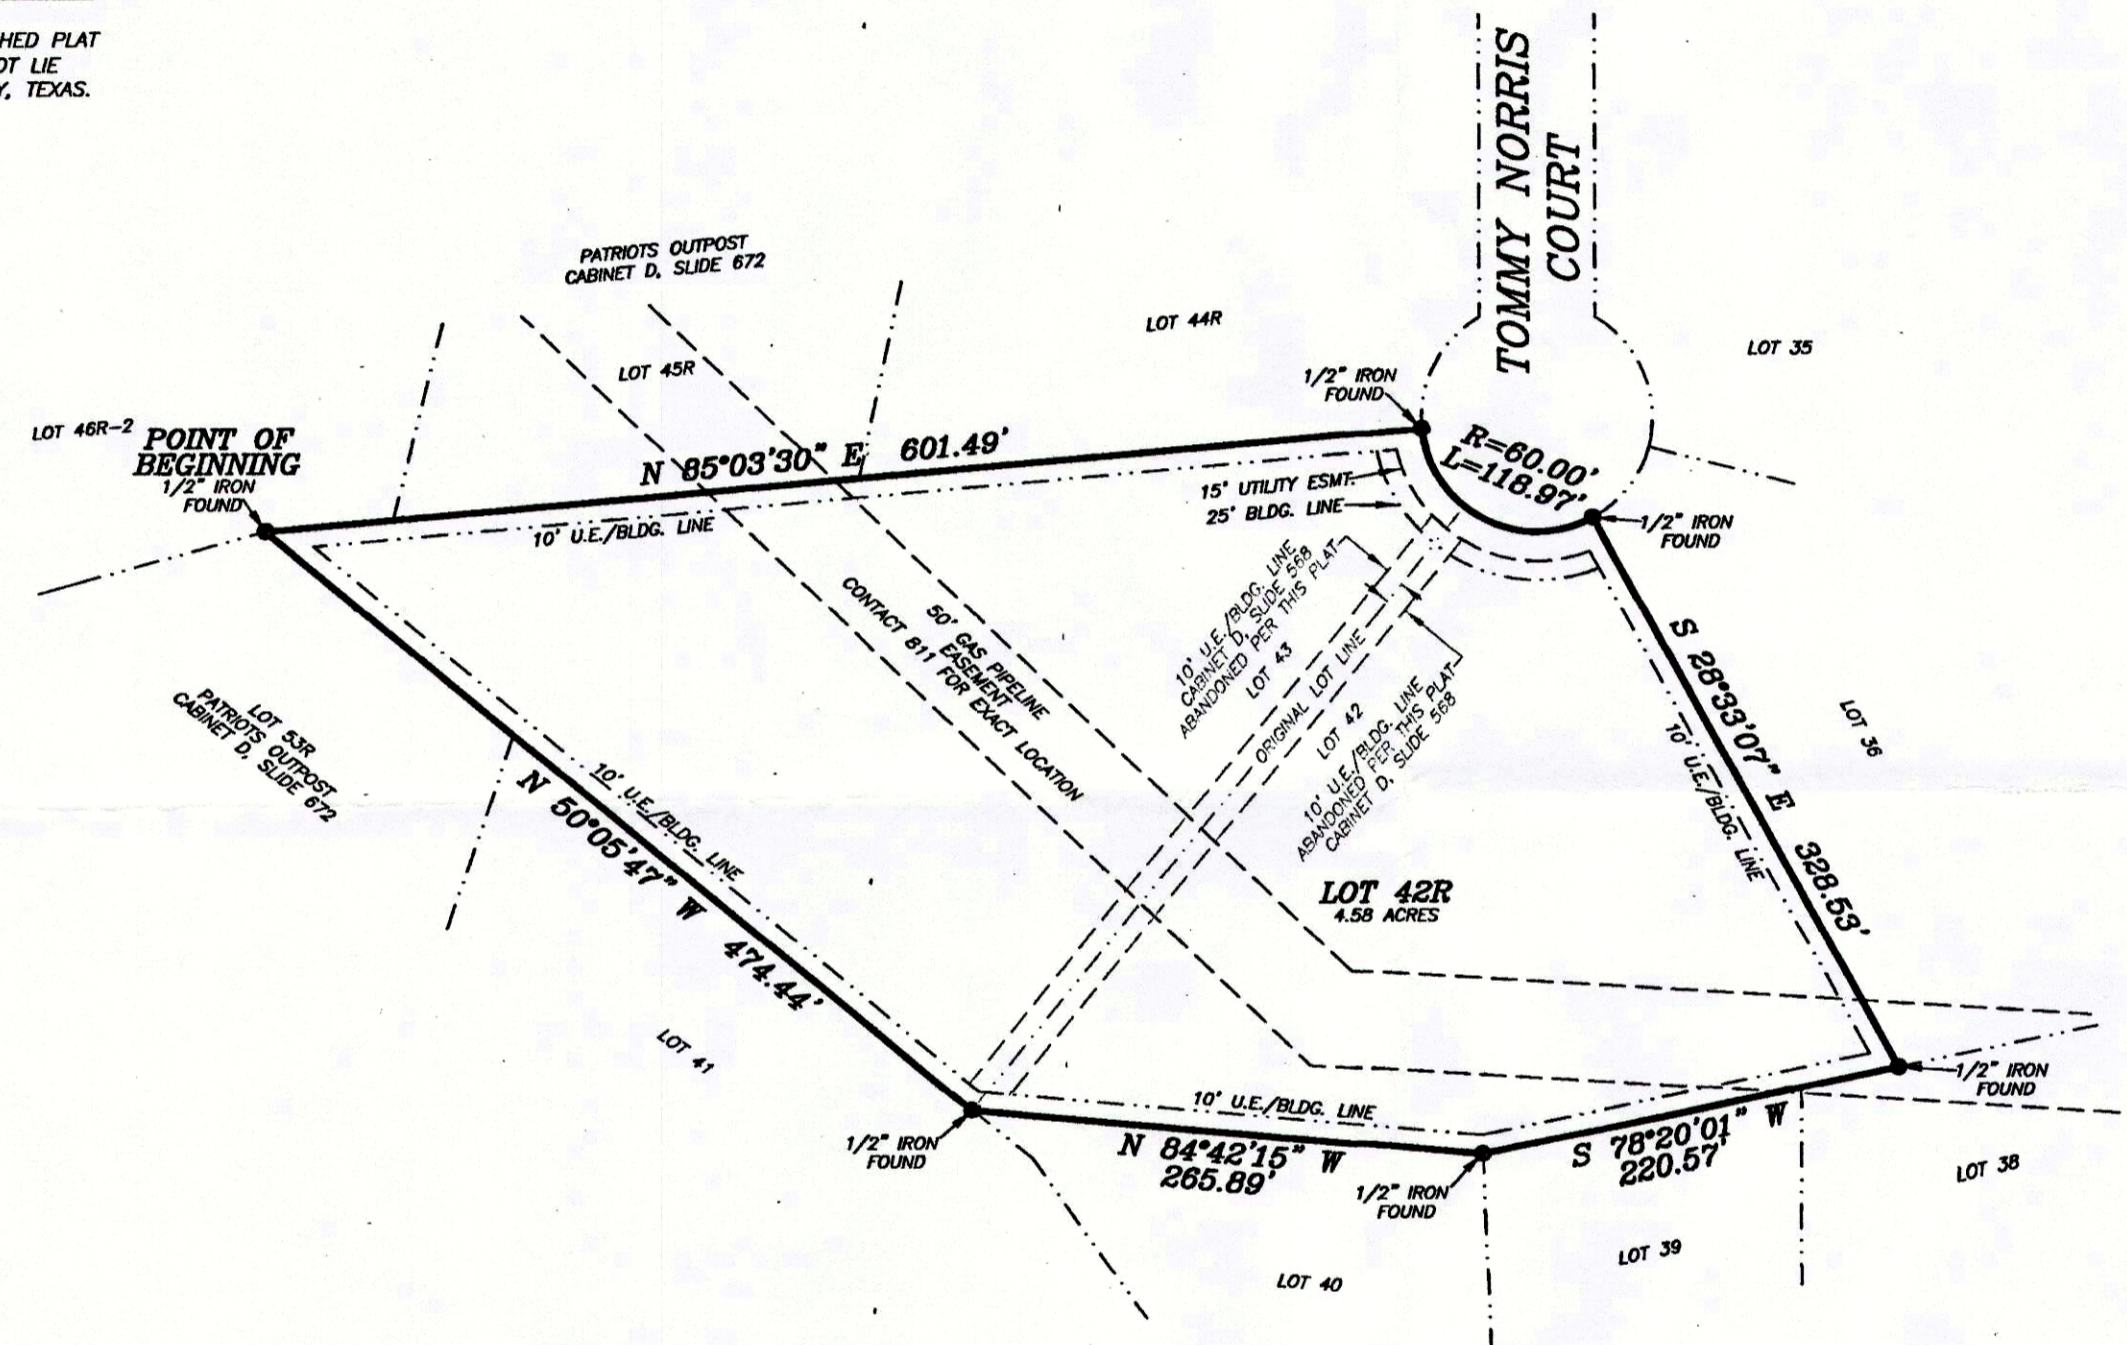 HED PLAT
OT LIE
Y, TEXAS.
TOMMY NORRIS
COURT
PATRIOTS OUTPOST
CABINET D, SLIDE 672
LOT 44R
LOT 35
LOT 45R
1/2" IRON
FOUND
LOT 46R-2
POINT OF
BEGINNING
1/2" IRON
FOUND
N 85°03'30" E 601.49'
R=60.00'
L=118.97'
15' UTILITY ESMT.
25' BLDG. LINE
1/2" IRON
FOUND
10' U.E./BLDG. LINE
10' U.E./BLDG. LINE
CABINET D, SLIDE 568
ABANDONED PER THIS PLAT
LOT 43
ORIGINAL LOT LINE
LOT 42
10' U.E./BLDG. LINE
ABANDONED PER THIS PLAT
CABINET D, SLIDE 568
50' GAS PIPELINE
EASEMENT
CONTACT 811 FOR EXACT LOCATION
S 28°33'07" E 328.53'
10' U.E./BLDG. LINE
LOT 36
LOT 53R
PATRIOTS OUTPOST
CABINET D, SLIDE 672
10' U.E./BLDG. LINE
N 50°05'47" W 474.44'
LOT 42R
4.58 ACRES
LOT 41
1/2" IRON
FOUND
10' U.E./BLDG. LINE
1/2" IRON
FOUND
N 84°42'15" W
265.89'
S 78°20'01" W
220.57'
1/2" IRON
FOUND
LOT 38
LOT 39
LOT 40